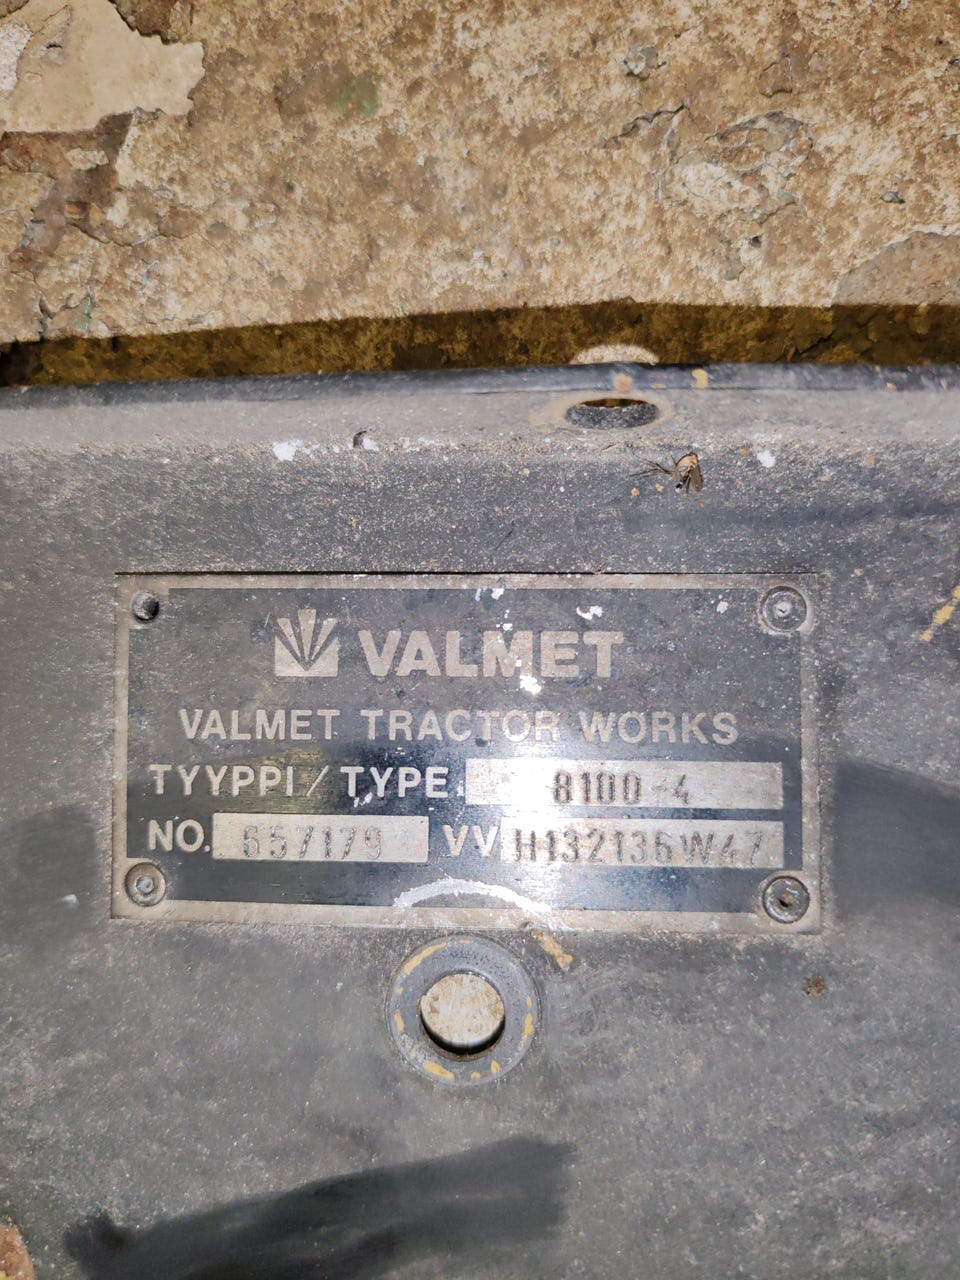 VALMET
VALMET TRACTOR WORKS
TYYPPI / TYPE 8100-4
NO. 657179 VV H132136W47